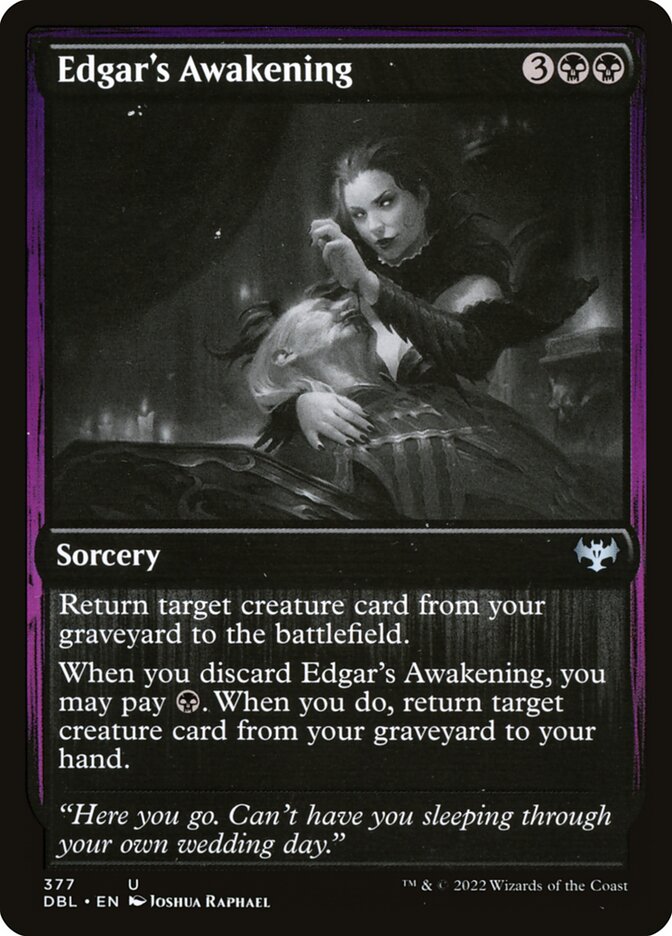 Edgar's Awakening 3
Sorcery
Return target creature card from your
graveyard to the battlefield.
When you discard Edgar's Awakening, you
may pay . When you do, return target
creature card from your graveyard to your
hand.
“Here you go. Can't have you sleeping through
your own wedding day.”
377 U
DBL • EN Joshua Raphael
™ & © 2022 Wizards of the Coast